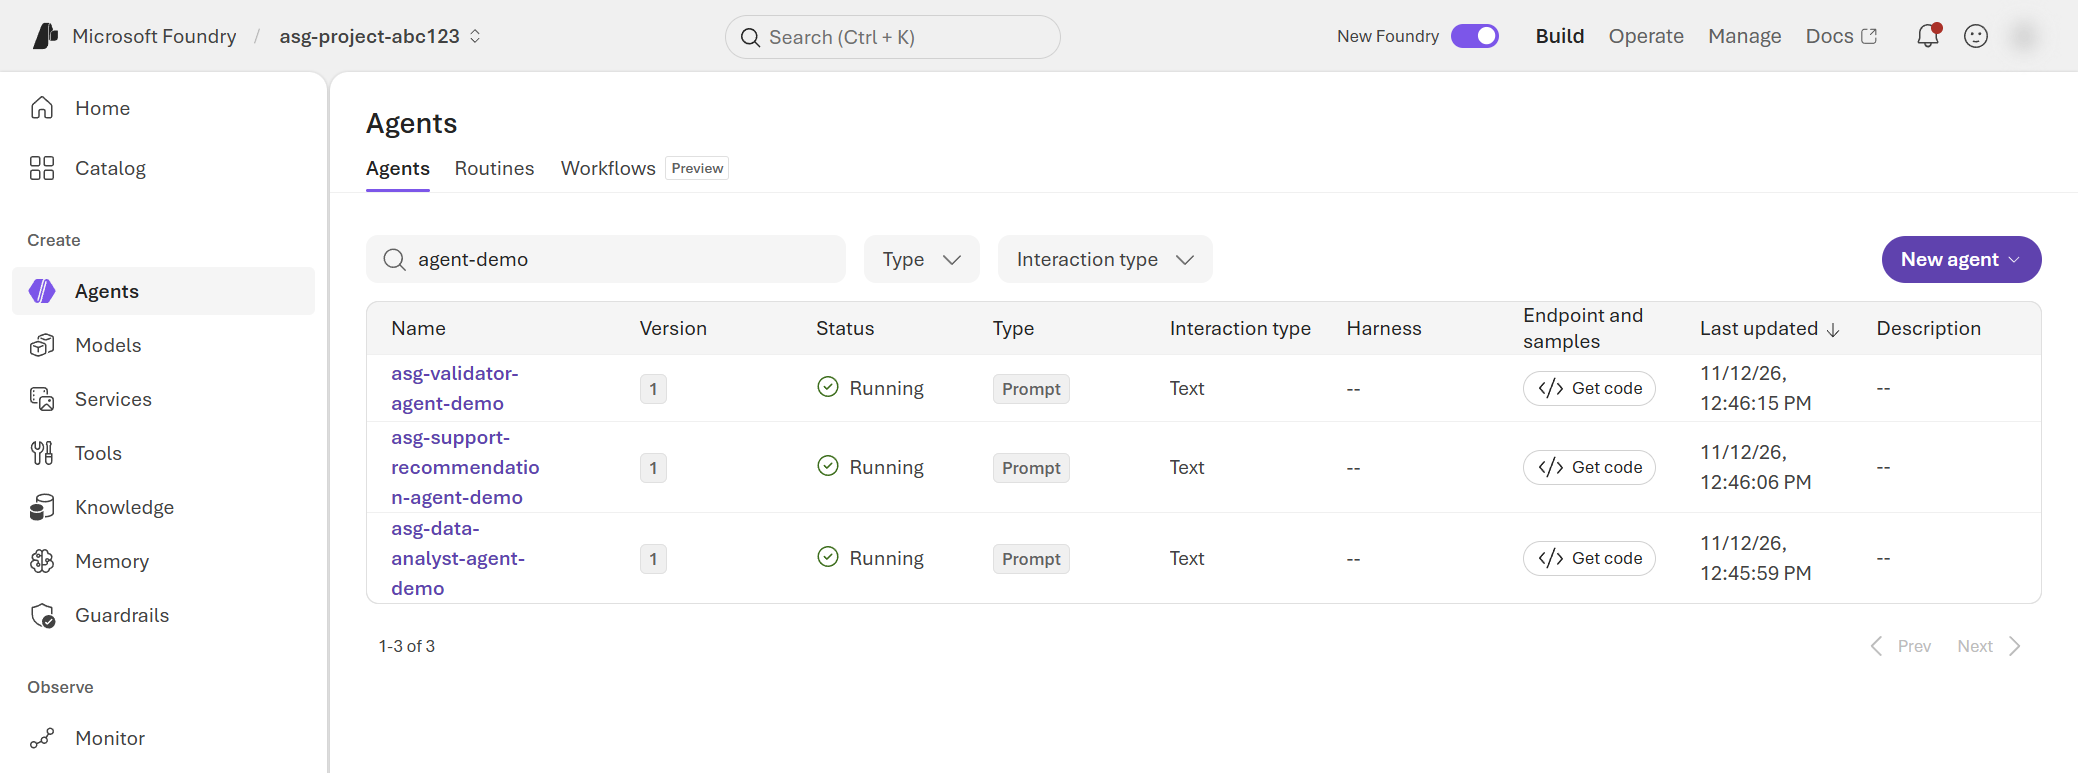 Microsoft Foundry / asg-project-abc123
Search (Ctrl + K)
New Foundry
Build Operate Manage Docs
Home
Catalog
Create
Agents
Models
Services
Tools
Knowledge
Memory
Guardrails
Observe
Monitor
Agents
Agents Routines Workflows Preview
agent-demo
Type
Interaction type
New agent
Name Version Status Type Interaction type Harness Endpoint and samples Last updated Description
asg-validator-
agent-demo
1 Running Prompt Text -- Get code
11/12/26,
12:46:15 PM
--
asg-support-
recommendatio
n-agent-demo
1 Running Prompt Text -- Get code
11/12/26,
12:46:06 PM
--
asg-data-
analyst-agent-
demo
1 Running Prompt Text -- Get code
11/12/26,
12:45:59 PM
--
1-3 of 3
Prev Next